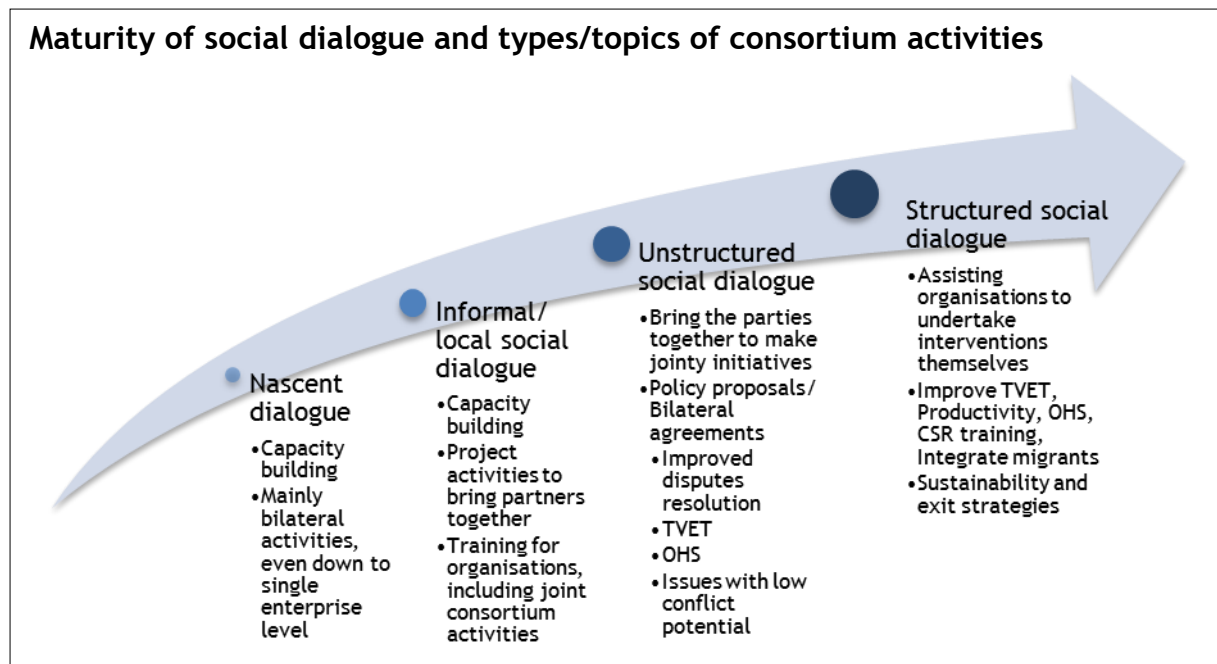 Maturity of social dialogue and types/topics of consortium activities
Nascent
dialogue
•Capacity
building
•Mainly
bilateral
activities,
even down to
single
enterprise
level
Informal/
local social
dialogue
•Capacity
building
•Project
activities to
bring partners
together
•Training for
organisations,
including joint
consortium
activities
Unstructured
social dialogue
•Bring the parties
together to make
jointy initiatives
•Policy proposals/
Bilateral
agreements
•Improved
disputes
resolution
•TVET
•OHS
•Issues with low
conflict
potential
Structured social
dialogue
•Assisting
organisations to
undertake
interventions
themselves
•Improve TVET,
Productivity, OHS,
CSR training,
Integrate migrants
•Sustainability and
exit strategies